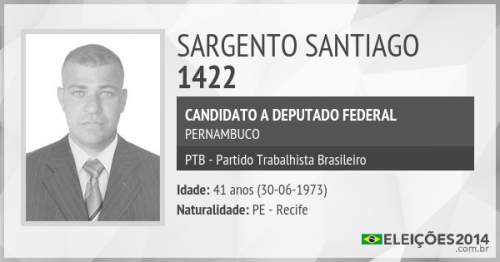 SARGENTO SANTIAGO
1422
CANDIDATO A DEPUTADO FEDERAL
PERNAMBUCO
PTB - Partido Trabalhista Brasileiro
Idade: 41 anos (30-06-1973)
Naturalidade: PE - Recife
ELEIÇÕES2014
.com.br